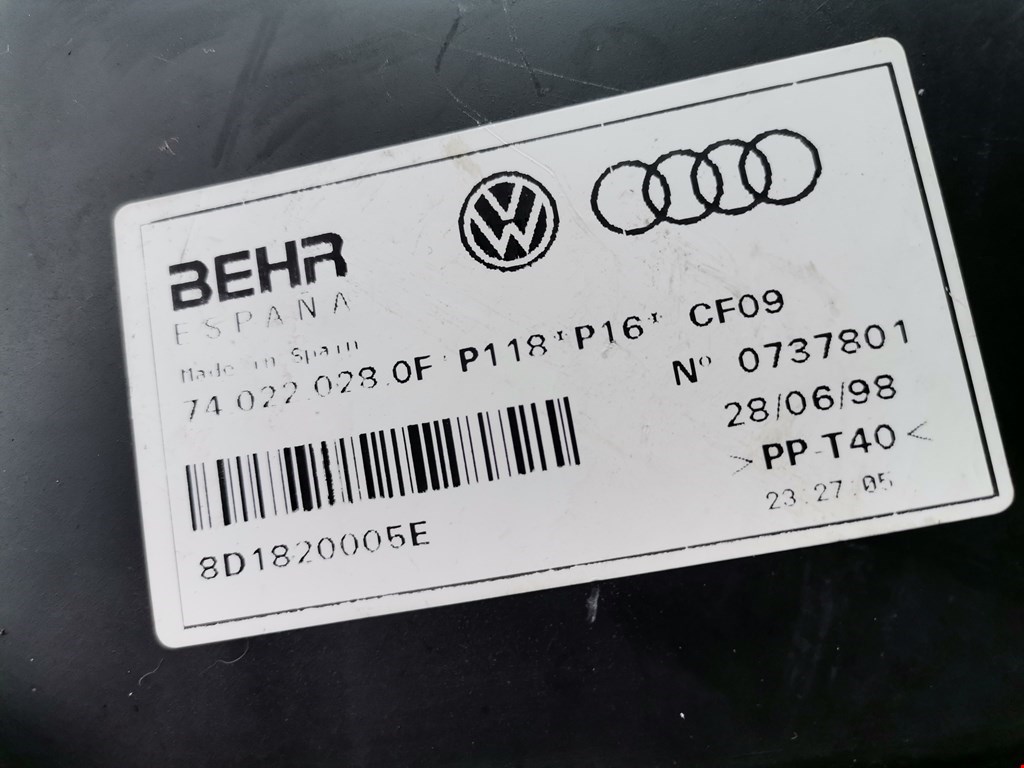 BEHR
ESPAÑA
Made in Spain
74.022.028.0F*P118*P16* CF09
Nº 0737801
28/06/98
>PP-T40<
23:27:05
8D1820005E